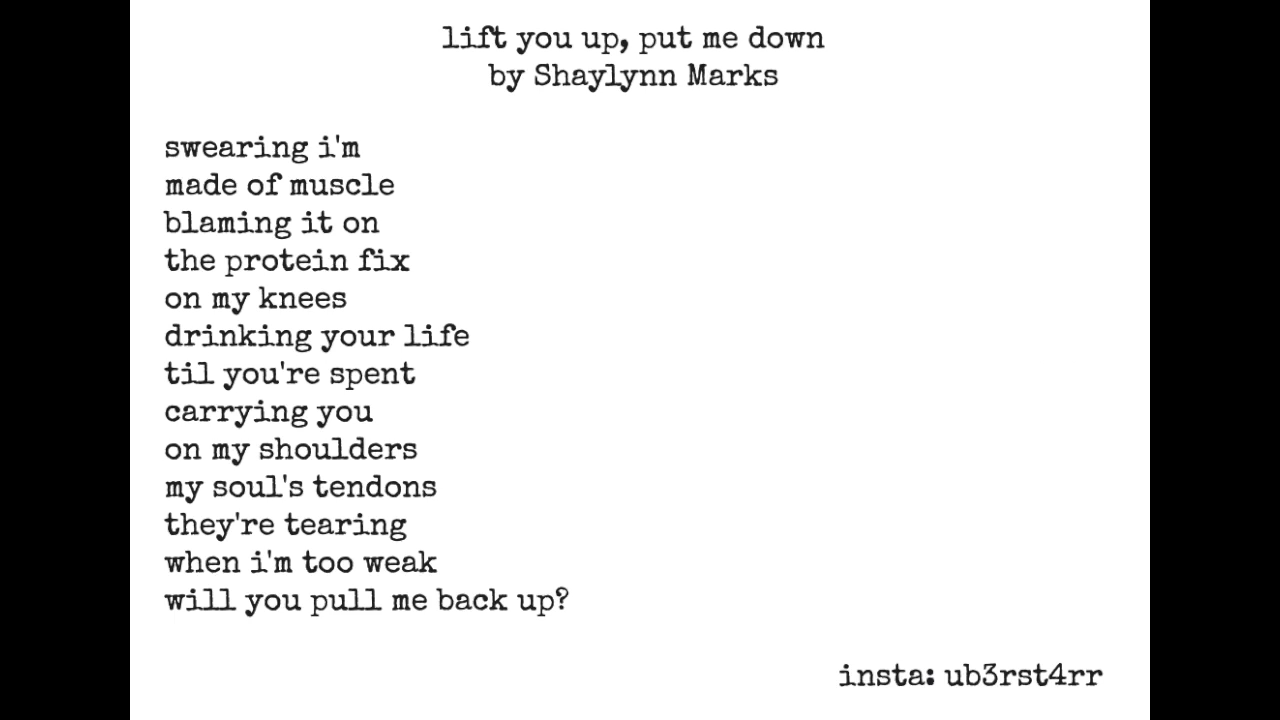 lift you up, put me down
by Shaylynn Marks
swearing i'm
made of muscle
blaming it on
the protein fix
on my knees
drinking your life
til you're spent
carrying you
on my shoulders
my soul's tendons
they're tearing
when i'm too weak
will you pull me back up?
insta: ub3rst4rr